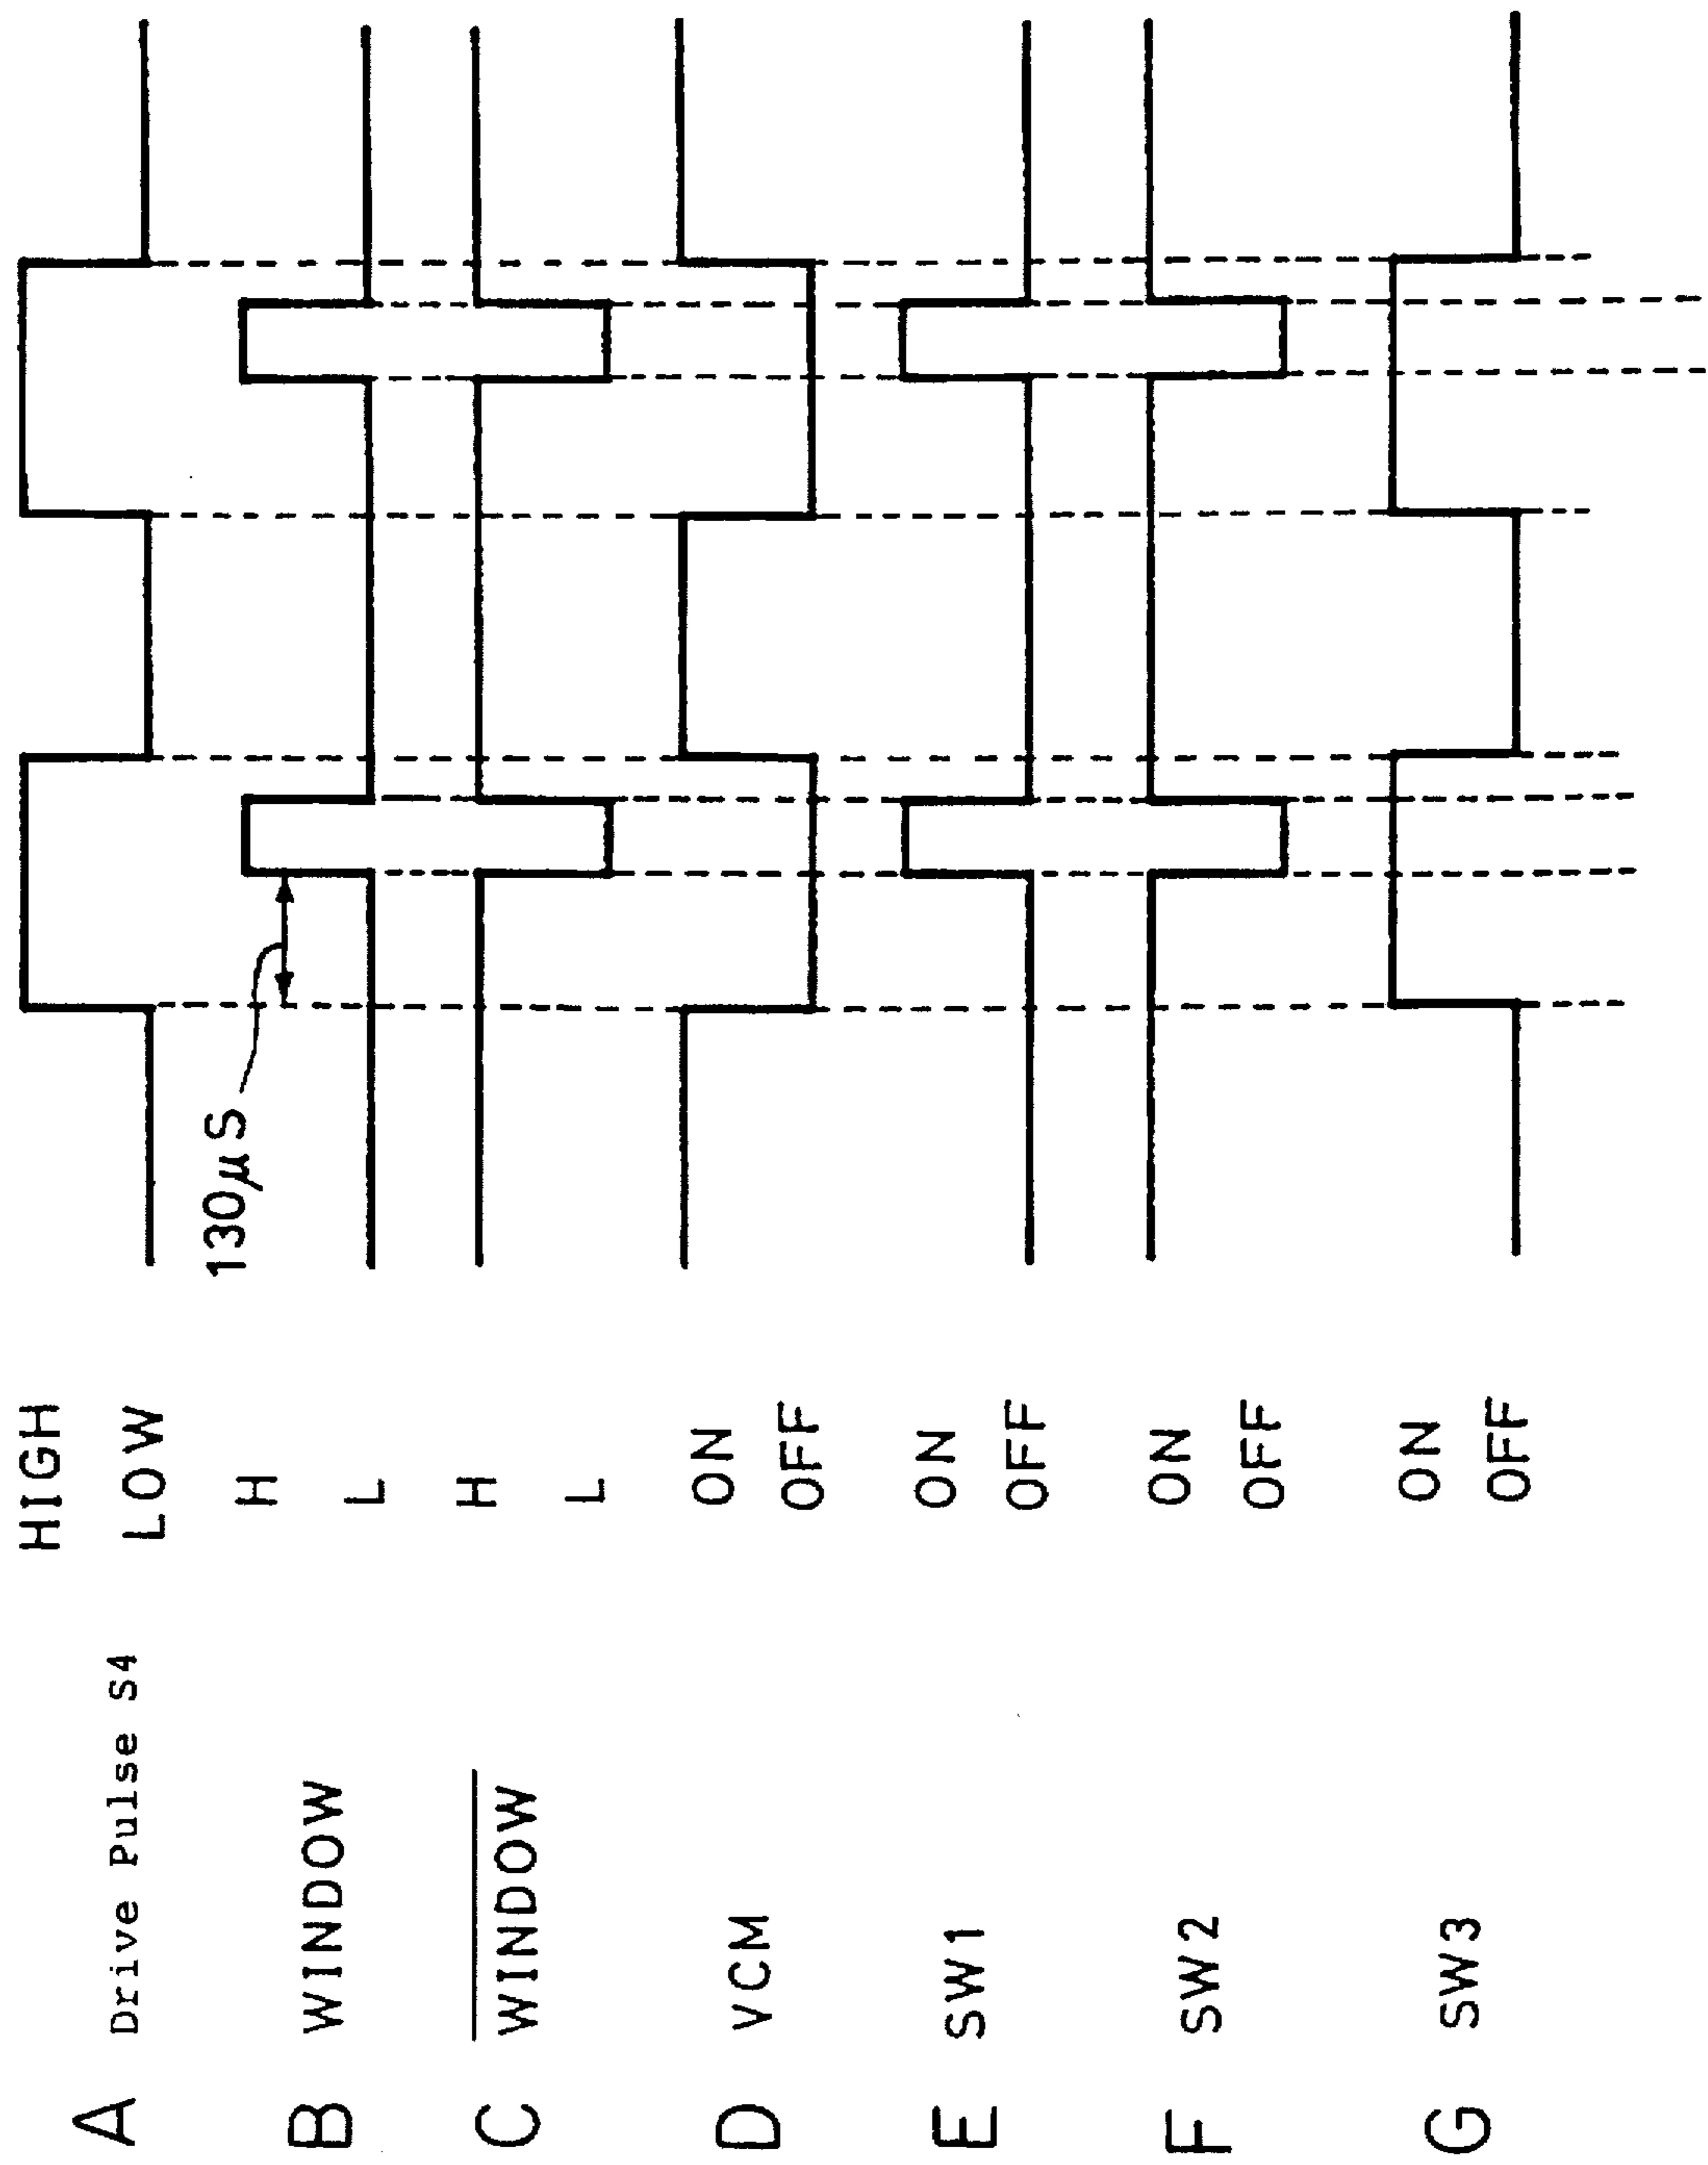 A Drive Pulse S4 HIGH
LOW
130μS
B WINDOW H
L
C WINDOW H
L
D VCM ON
OFF
E SW1 ON
OFF
F SW2 ON
OFF
G SW3 ON
OFF